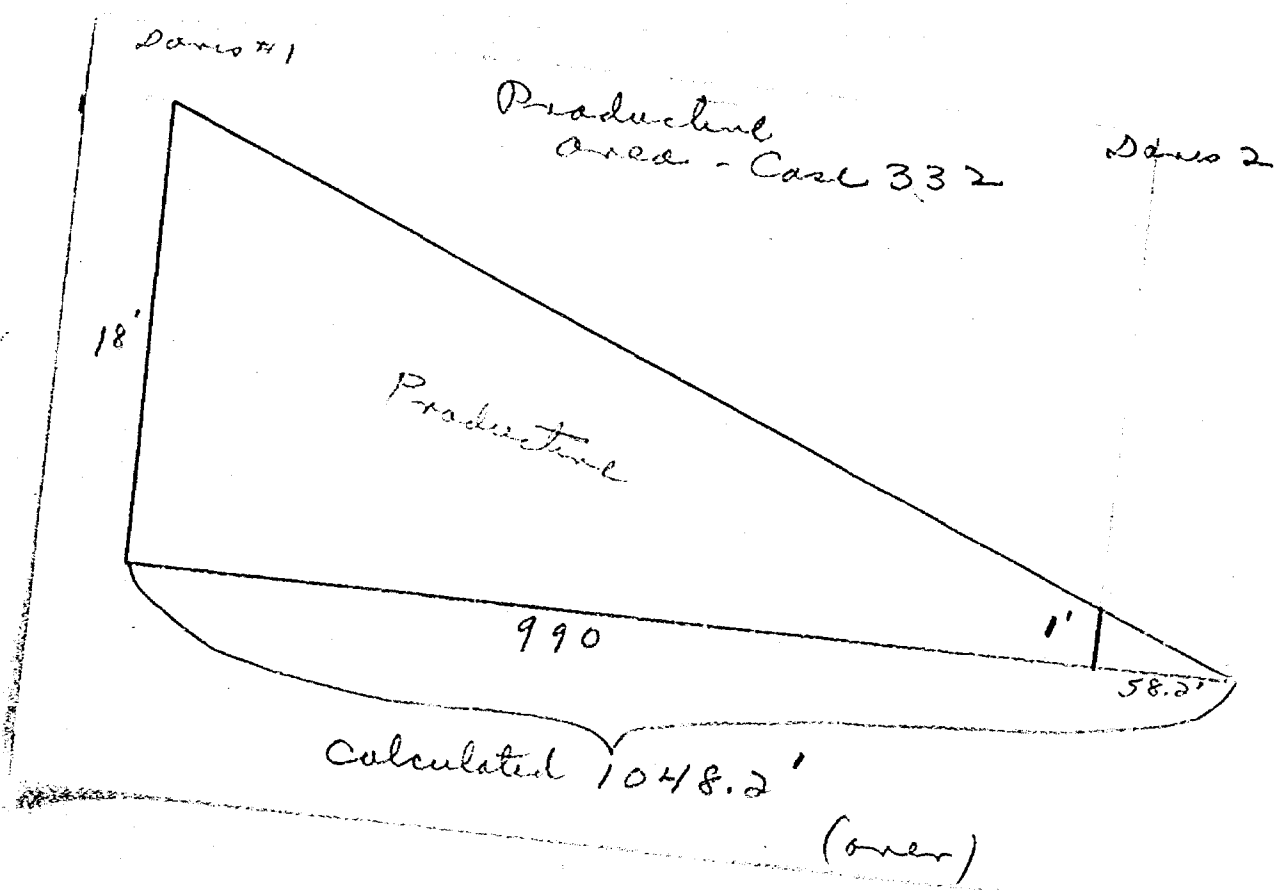 Davis #1
Productive
area - Case 332
Davis 2
18'
Productive
990
1'
58.2'
Calculated 1048.2'
(over)